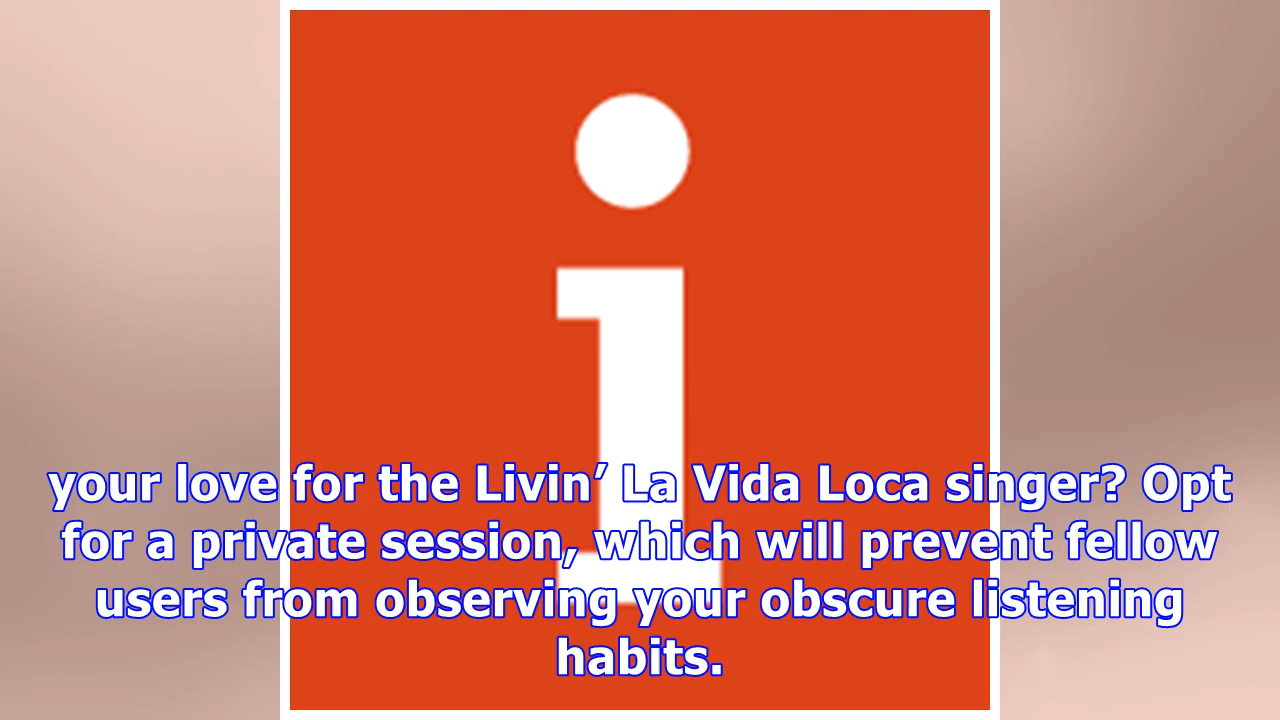 i
your love for the Livin’ La Vida Loca singer? Opt
for a private session, which will prevent fellow
users from observing your obscure listening
habits.